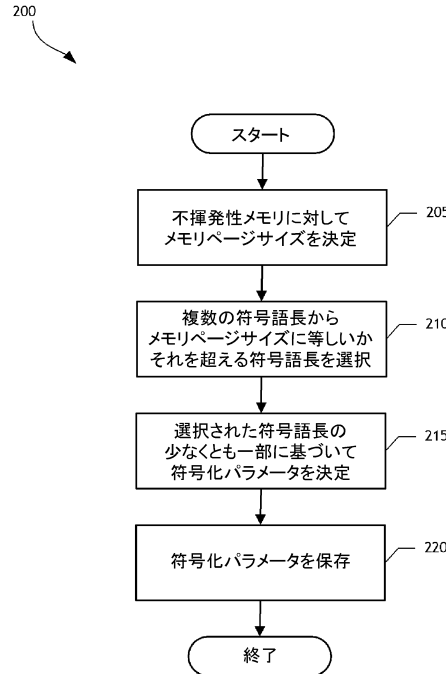 200
スタート
不揮発性メモリに対して
メモリページサイズを決定
205
複数の符号語長から
メモリページサイズに等しいか
それを超える符号語長を選択
210
選択された符号語長の
少なくとも一部に基づいて
符号化パラメータを決定
215
符号化パラメータを保存
220
終了